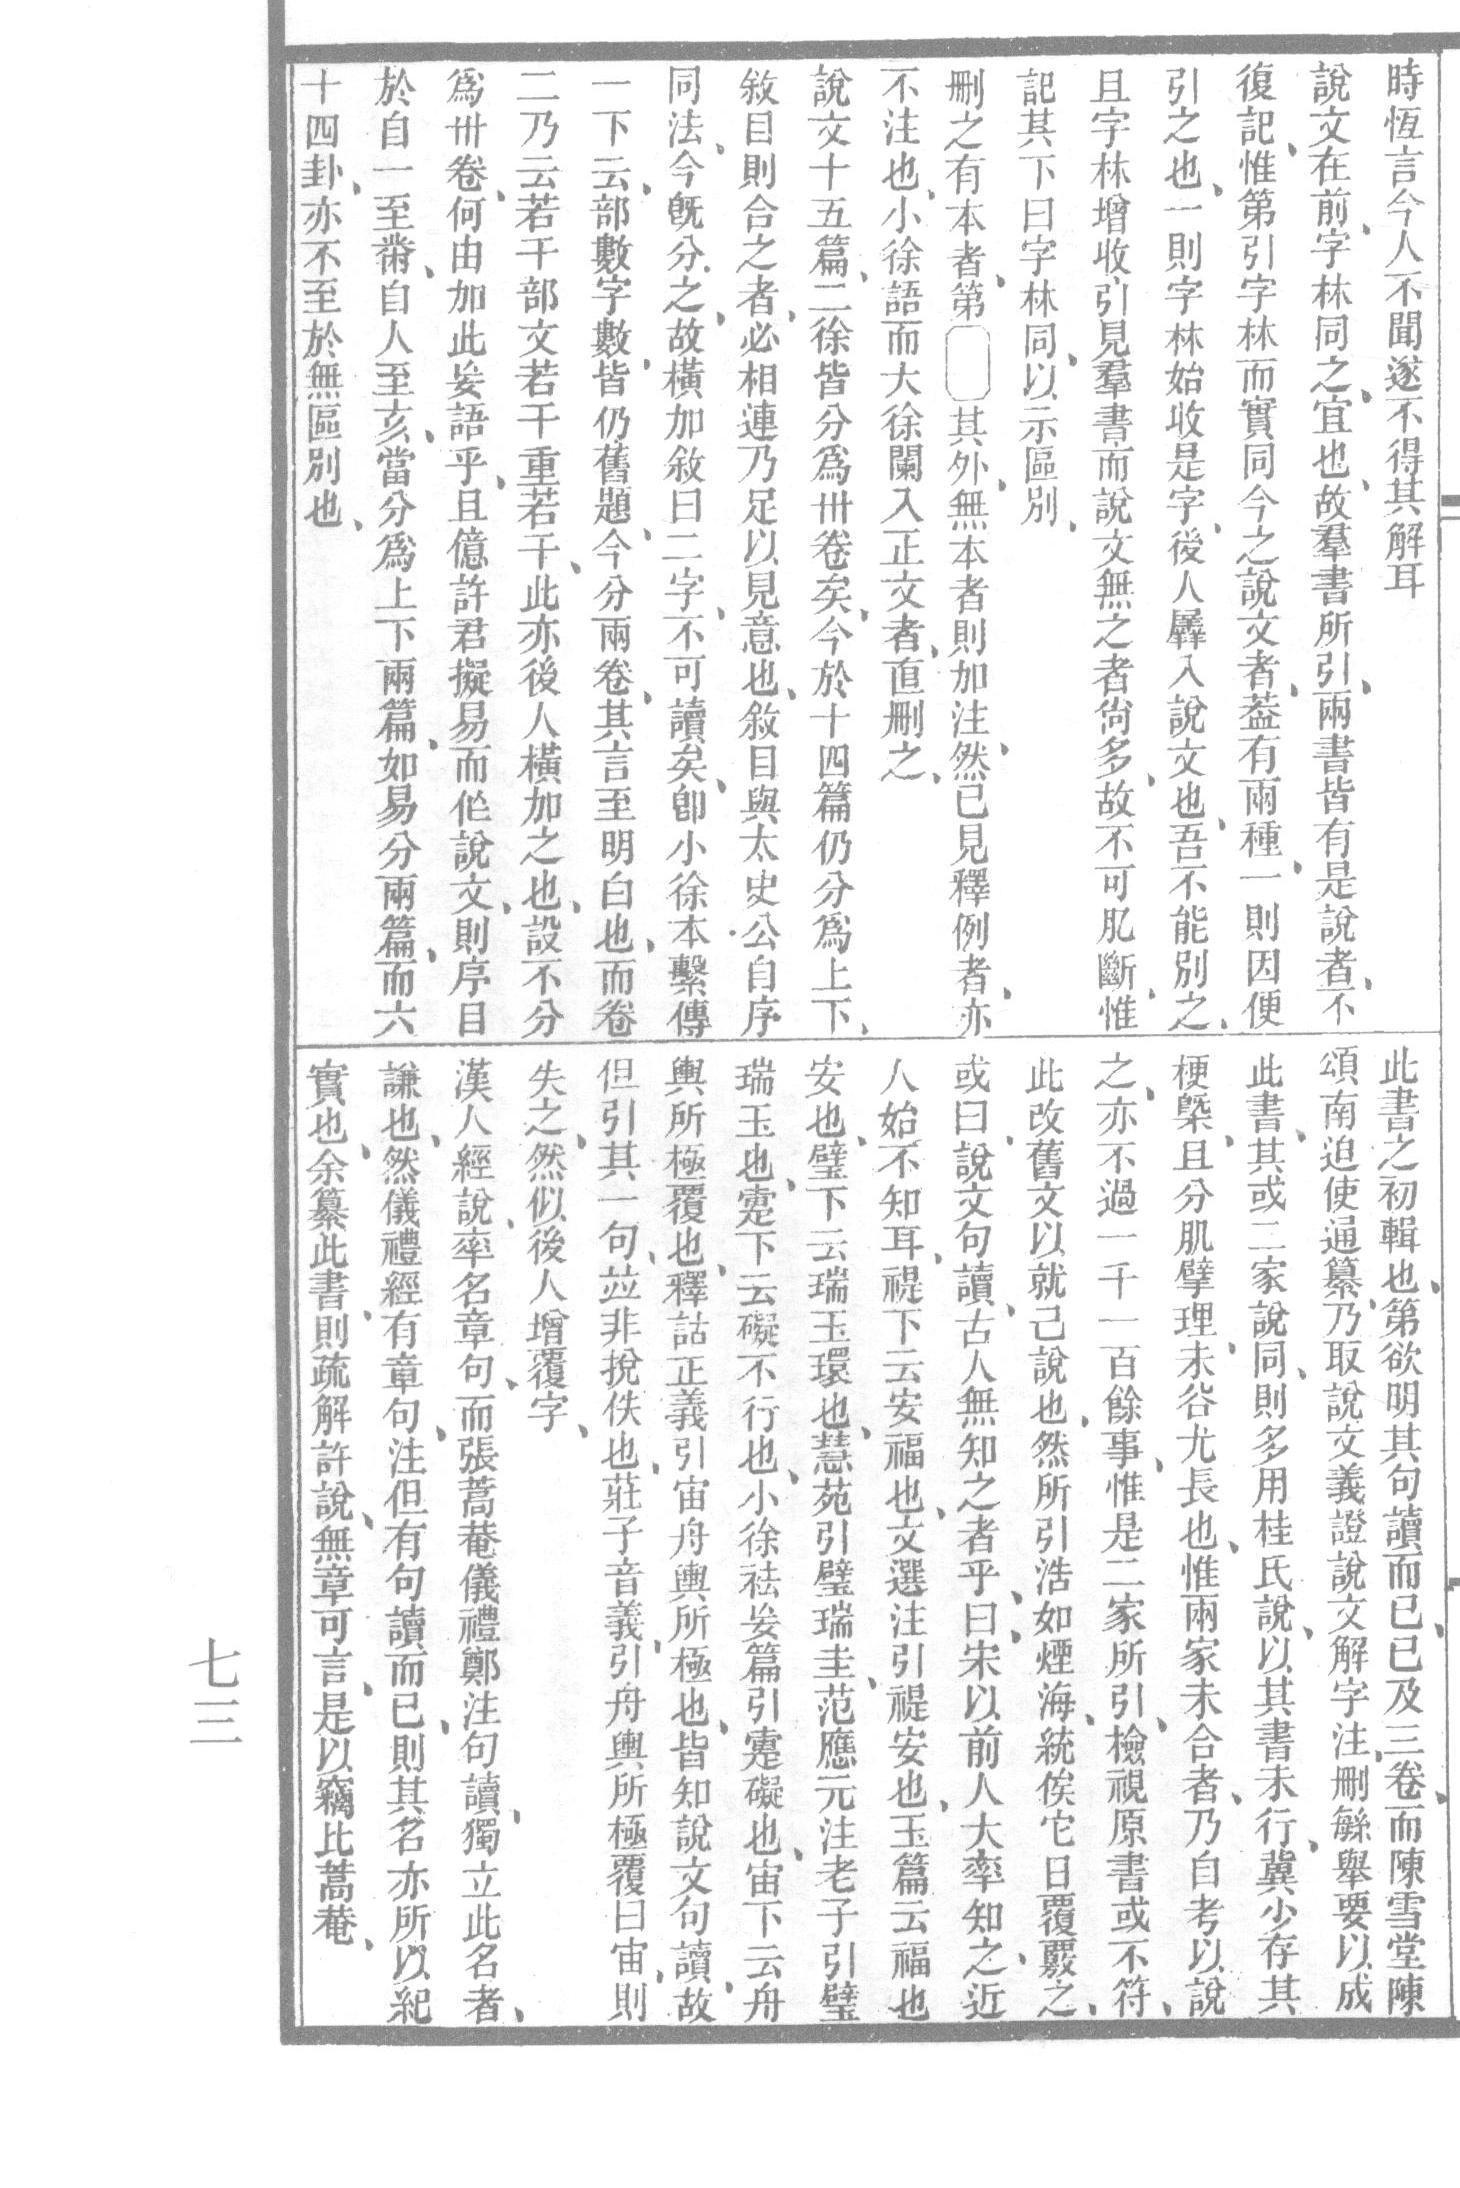 時恆言今人不聞遂不得其解耳
說文在前、字林同之、宜也、故羣書所引、兩書皆有是說者、不
復記、惟第引字林而實同今之說文者、蓋有兩種、一則因便
引之也、一則字林始收是字、後人羼入說文也、吾不能別之、
且字林增收、引見羣書而說文無之者尙多、故不可肊斷、惟
記其下曰字林同、以示區別、
删之有本者、第其外、無本者則加注、然已見釋例者、亦
不注也、小徐語而大徐闌入正文者、直删之、
說文十五篇、二徐皆分爲卅卷矣、今於十四篇仍分爲上下、
敘目則合之者、必相連乃足以見意也、敘目與太史公自序
同法、今旣分之、故橫加敘曰二字、不可讀矣、卽小徐本繫傳
一下云、部數字數、皆仍舊題、今分兩卷、其言至明白也、而卷
二乃云若干部文若干重若干、此亦後人橫加之也、設不分
爲卅卷、何由加此妄語乎、且億許君擬易而作說文、則序目
於自一至黹、自人至亥、當分爲上下兩篇、如易分兩篇、而六
十四卦、亦不至於無區別也、
此書之初輯也、第欲明其句讀而已、已及三卷、而陳雪堂陳
頌南迫使通纂、乃取說文義證說文解字注、删緐舉要以成
此書、其或二家說同、則多用桂氏說、以其書未行、冀少存其
梗槩、且分肌擘理、未谷尤長也、惟兩家未合者、乃自考以說
之、亦不過一千一百餘事、惟是二家所引、檢視原書或不符、
此改舊文以就己說也、然所引浩如煙海、統俟它日覆覈之、
或曰、說文句讀、古人無知之者乎、曰、宋以前人大率知之、近
人始不知耳、禔下云安福也、文選注引禔安也、玉篇云福也
安也、璧下云瑞玉環也、慧苑引璧瑞圭、范應元注老子引璧
瑞玉也、疐下云礙不行也、小徐袪妄篇引疐礙也、宙下云舟
輿所極覆也、釋詁正義引宙舟輿所極也、皆知說文句讀、故
但引其一句、竝非挩佚也、莊子音義、引舟輿所極覆曰宙、則
失之、然似後人增覆字、
漢人經說、率名章句、而張蒿菴儀禮鄭注句讀、獨立此名者、
謙也、然儀禮經有章句、注但有句讀、而已、則其名亦所以紀
實也、余纂此書、則疏解許說、無章可言、是以竊比蒿菴、
七三